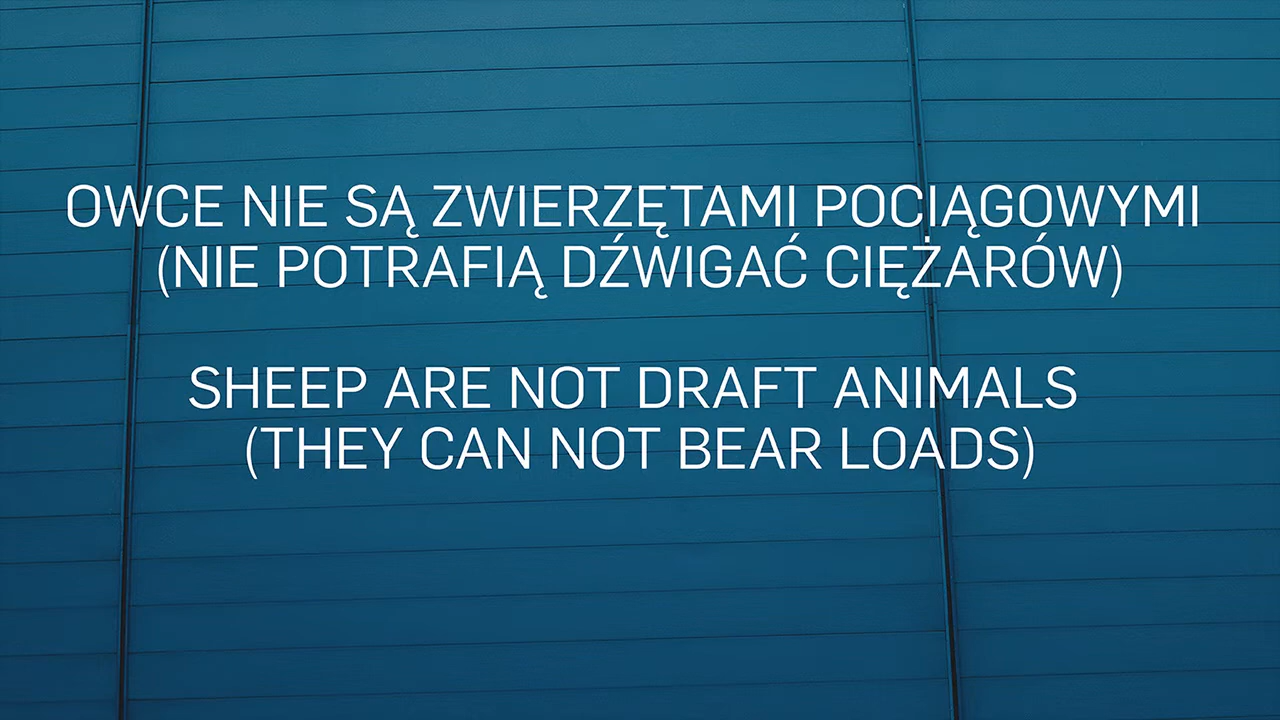 OWCE NIE SĄ ZWIERZĘTAMI POCIĄGOWYMI
(NIE POTRAFIĄ DŹWIGAĆ CIĘŻARÓW)
SHEEP ARE NOT DRAFT ANIMALS
(THEY CAN NOT BEAR LOADS)